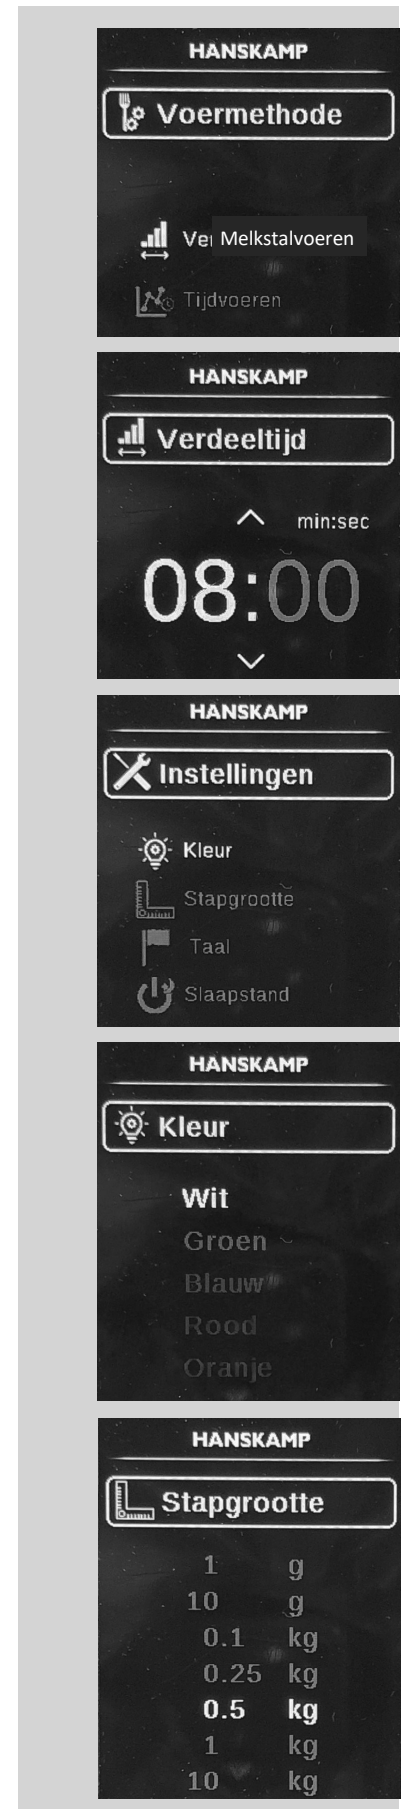 HANSKAMP
Voermethode
Melkstalvoeren
Tijdvoeren
HANSKAMP
Verdeeltijd
min:sec
08:00
HANSKAMP
Instellingen
Kleur
Stapgrootte
Taal
Slaapstand
HANSKAMP
Kleur
Wit
Groen
Blauw
Rood
Oranje
HANSKAMP
Stapgrootte
1 g
10 g
0.1 kg
0.25 kg
0.5 kg
1 kg
10 kg